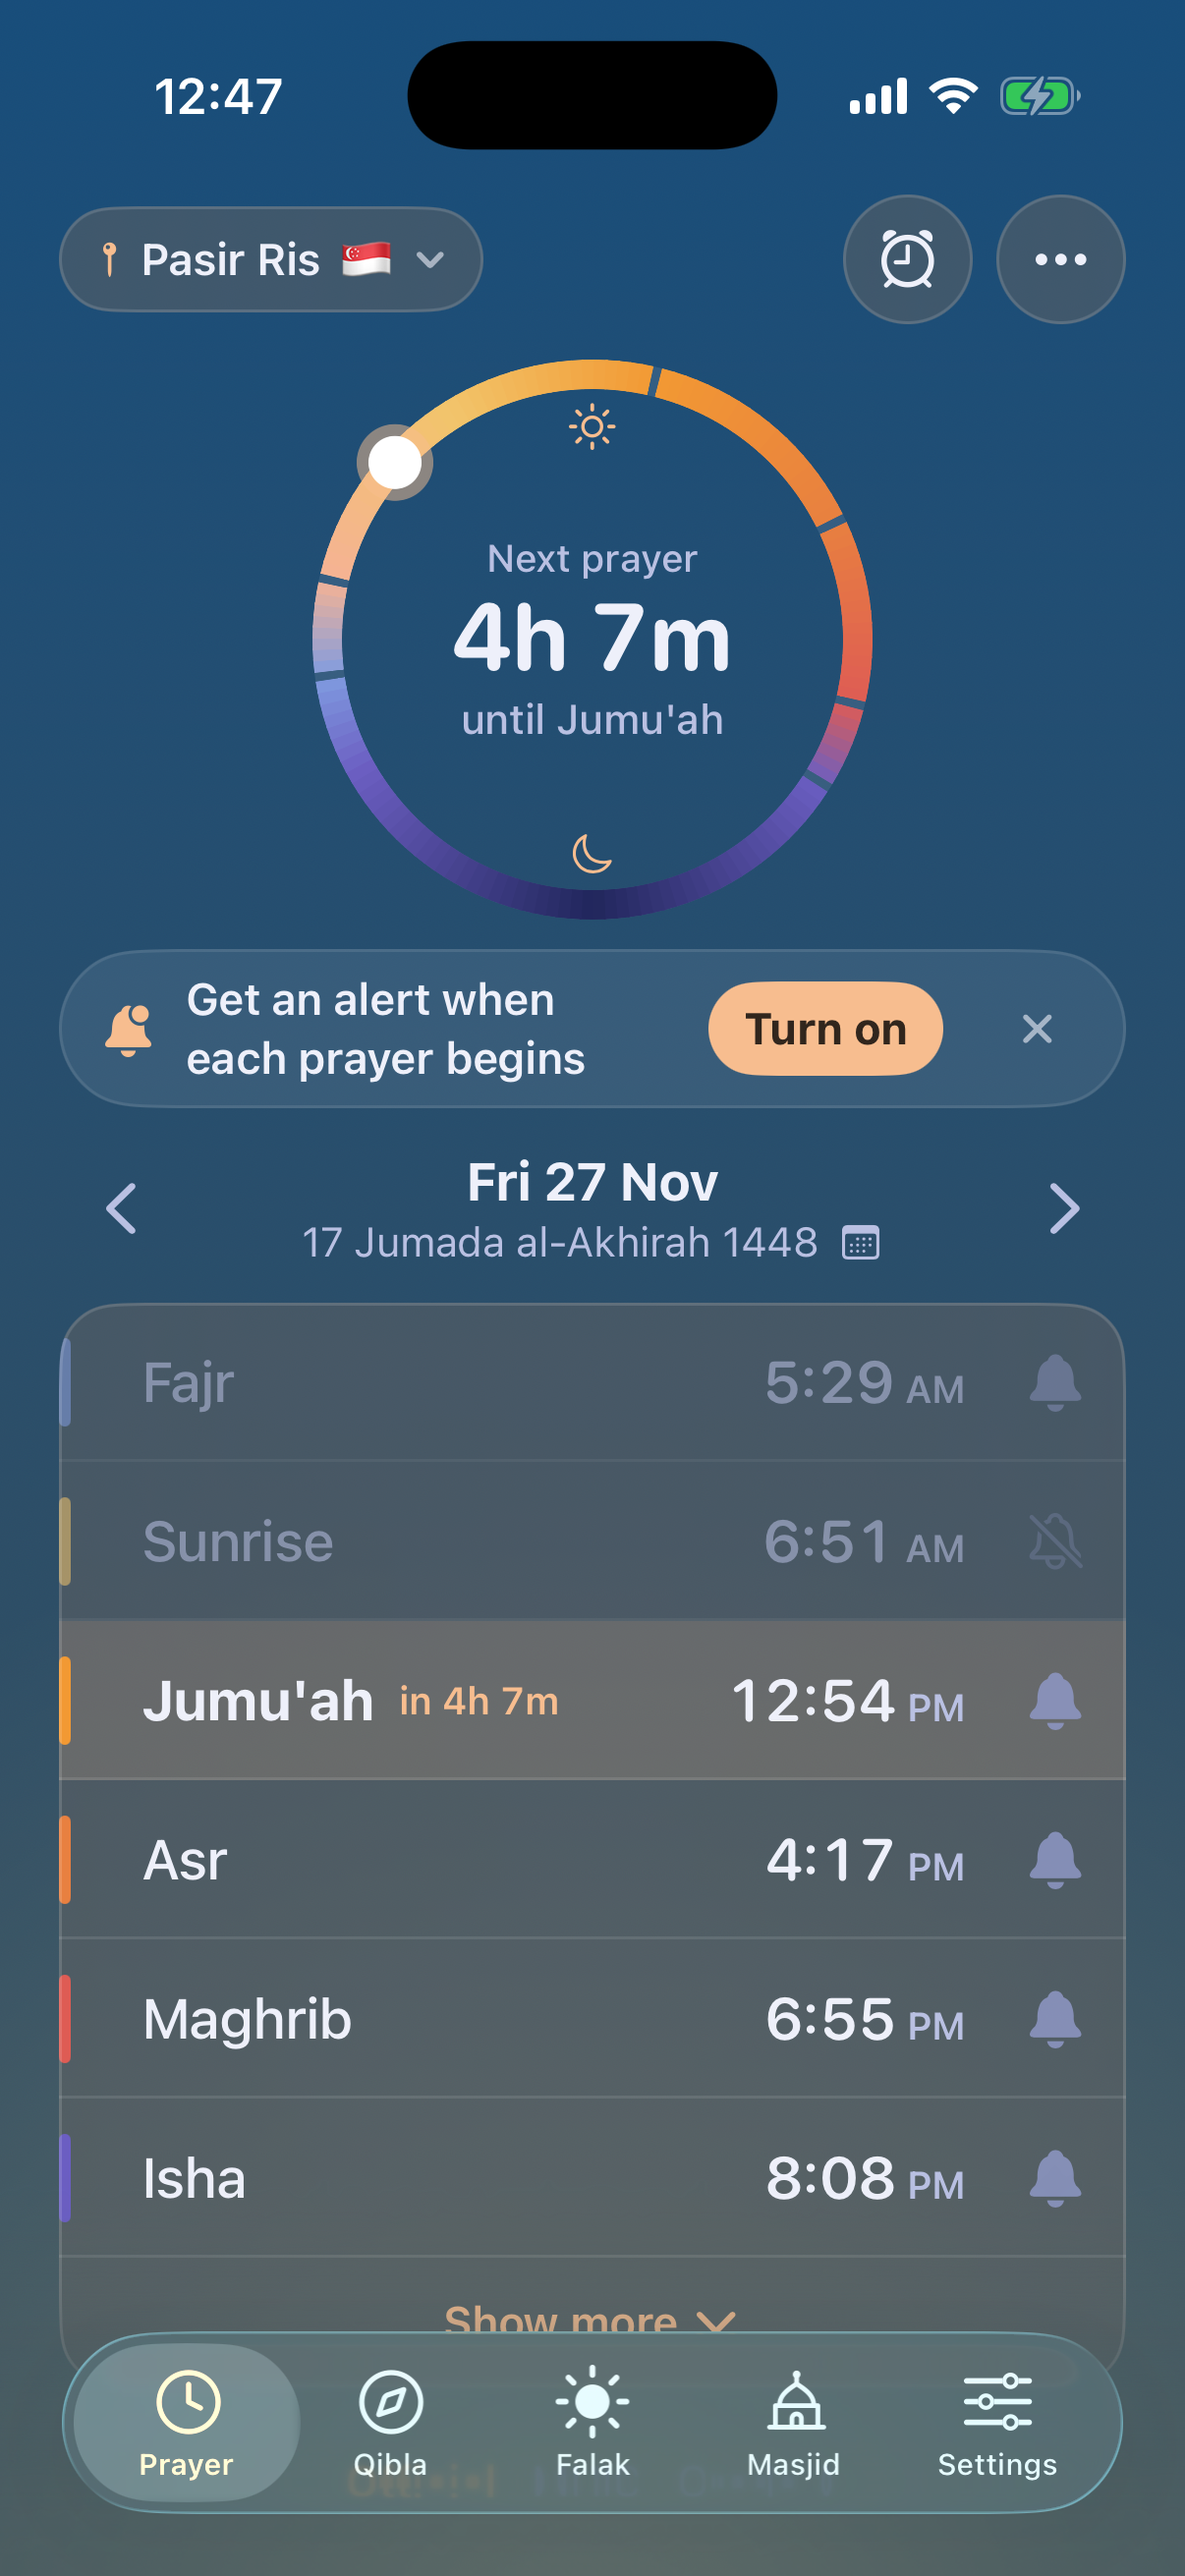 12:47
Pasir Ris
Next prayer
4h 7m
until Jumu'ah
Get an alert when
each prayer begins
Turn on
Fri 27 Nov
17 Jumada al-Akhirah 1448
Fajr 5:29 AM
Sunrise 6:51 AM
Jumu'ah in 4h 7m 12:54 PM
Asr 4:17 PM
Maghrib 6:55 PM
Isha 8:08 PM
Show more
Prayer Qibla Falak Masjid Settings